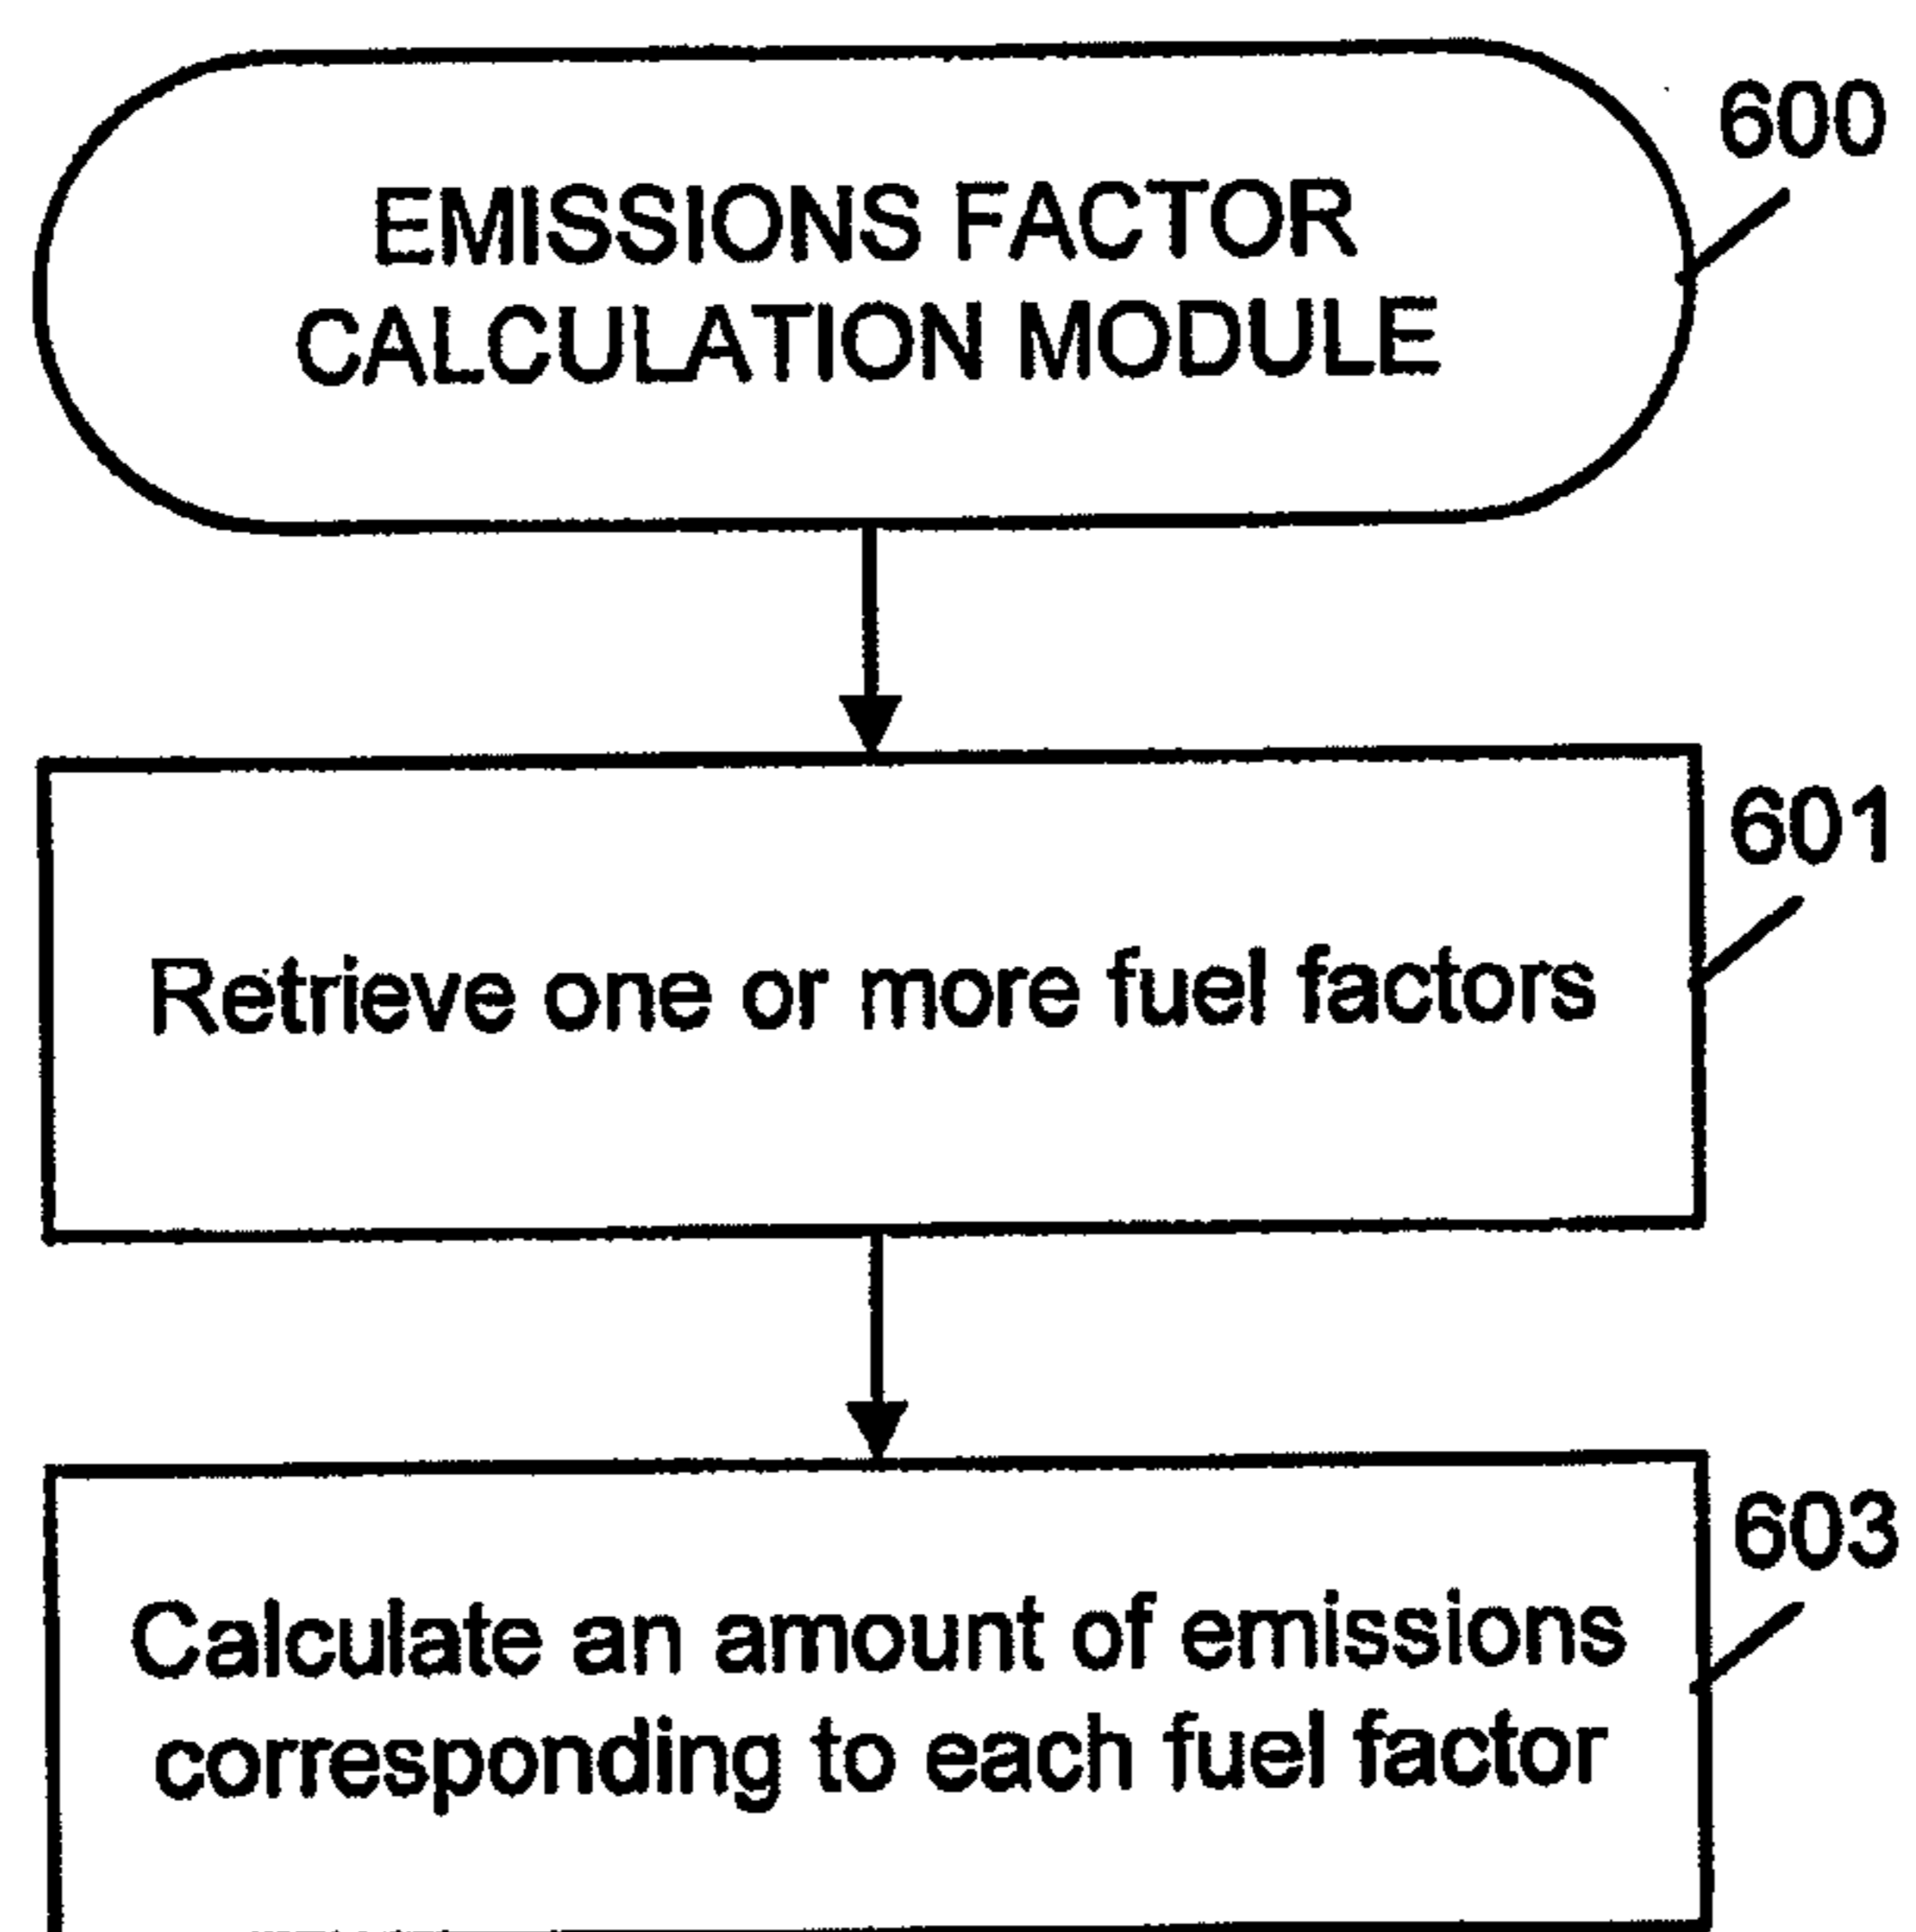 600
EMISSIONS FACTOR
CALCULATION MODULE
601
Retrieve one or more fuel factors
603
Calculate an amount of emissions
corresponding to each fuel factor